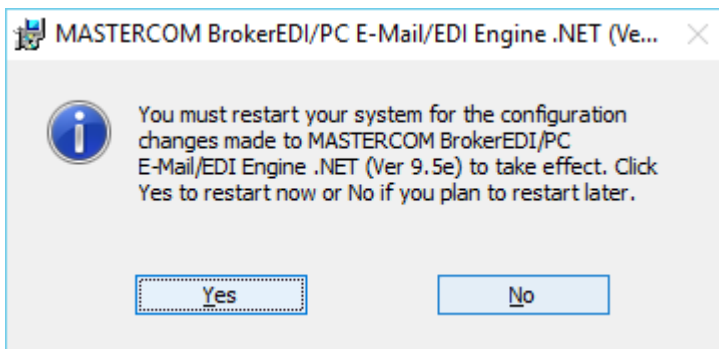 MASTERCOM BrokerEDI/PC E-Mail/EDI Engine .NET (Ve...
You must restart your system for the configuration
changes made to MASTERCOM BrokerEDI/PC
E-Mail/EDI Engine .NET (Ver 9.5e) to take effect. Click
Yes to restart now or No if you plan to restart later.
Yes No